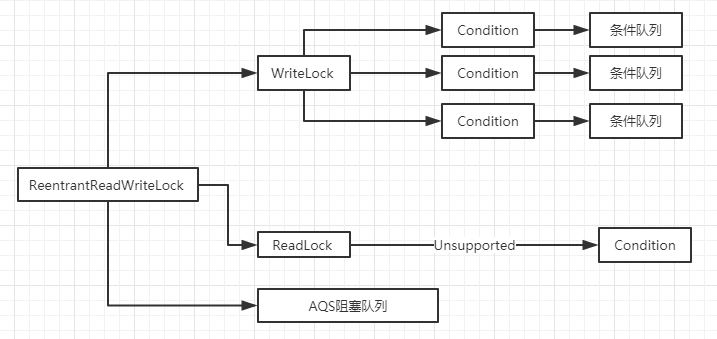 Condition
条件队列
WriteLock
Condition
条件队列
Condition
条件队列
ReentrantReadWriteLock
ReadLock
Unsupported
Condition
AQS阻塞队列